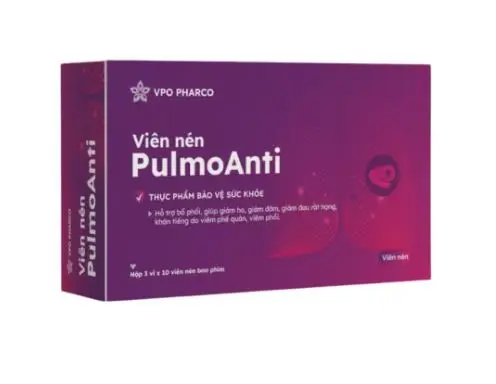 VPO PHARCO
Viên nén
PulmoAnti
THỰC PHẨM BẢO VỆ SỨC KHỎE
Hỗ trợ bổ phổi, giúp giảm ho, giảm đờm, giảm đau rát họng,
khản tiếng do viêm phế quản, viêm phổi.
Hộp 3 vỉ x 10 viên nén bao phim
Viên nén
Viên nén
PulmoAnti